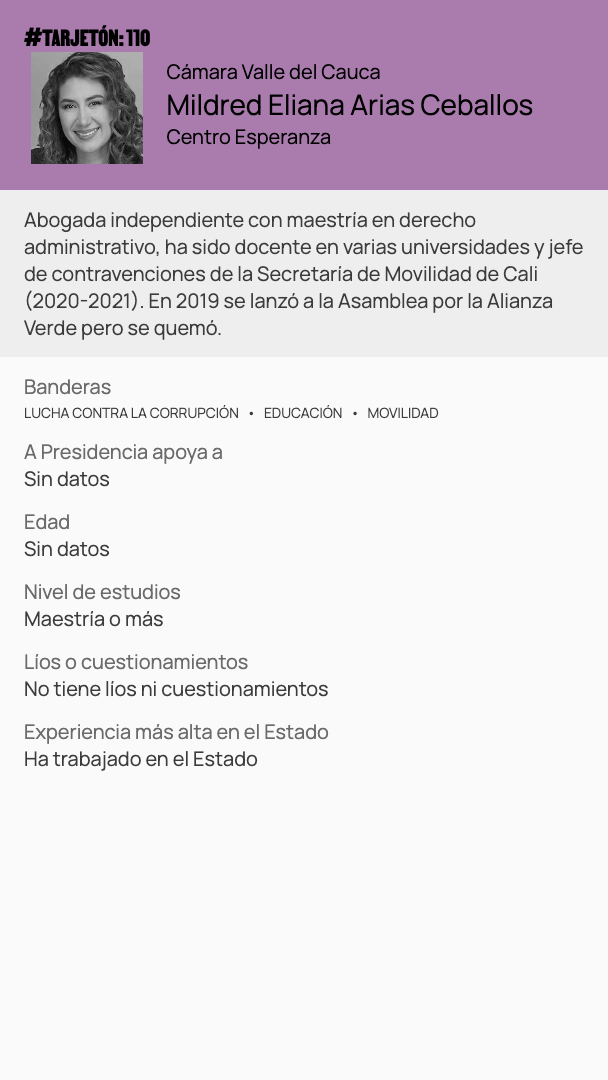 #TARJETÓN: 110
Cámara Valle del Cauca
Mildred Eliana Arias Ceballos
Centro Esperanza
Abogada independiente con maestría en derecho
administrativo, ha sido docente en varias universidades y jefe
de contravenciones de la Secretaría de Movilidad de Cali
(2020-2021). En 2019 se lanzó a la Asamblea por la Alianza
Verde pero se quemó.
Banderas
LUCHA CONTRA LA CORRUPCIÓN • EDUCACIÓN • MOVILIDAD
A Presidencia apoya a
Sin datos
Edad
Sin datos
Nivel de estudios
Maestría o más
Líos o cuestionamientos
No tiene líos ni cuestionamientos
Experiencia más alta en el Estado
Ha trabajado en el Estado